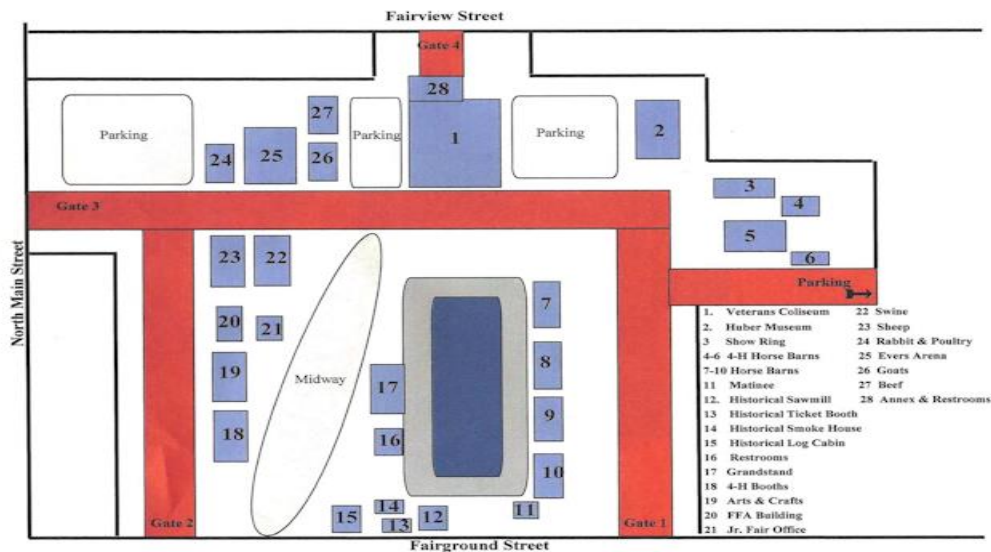 Fairview Street
Gate 4
28
27
Parking
Parking
1
Parking
2
24
25
26
3
4
5
6
Gate 3
North Main Street
23
22
Parking
7
20
21
8
19
Midway
17
9
18
16
10
15
14
13
12
11
Gate 2
Gate 1
Fairground Street
1. Veterans Coliseum
2. Huber Museum
3 Show Ring
4-6 4-H Horse Barns
7-10 Horse Barns
11 Matinee
12. Historical Sawmill
13 Historical Ticket Booth
14 Historical Smoke House
15 Historical Log Cabin
16 Restrooms
17 Grandstand
18 4-H Booths
19 Arts & Crafts
20 FFA Building
21 Jr. Fair Office
22 Swine
23 Sheep
24 Rabbit & Poultry
25 Evers Arena
26 Goats
27 Beef
28 Annex & Restrooms